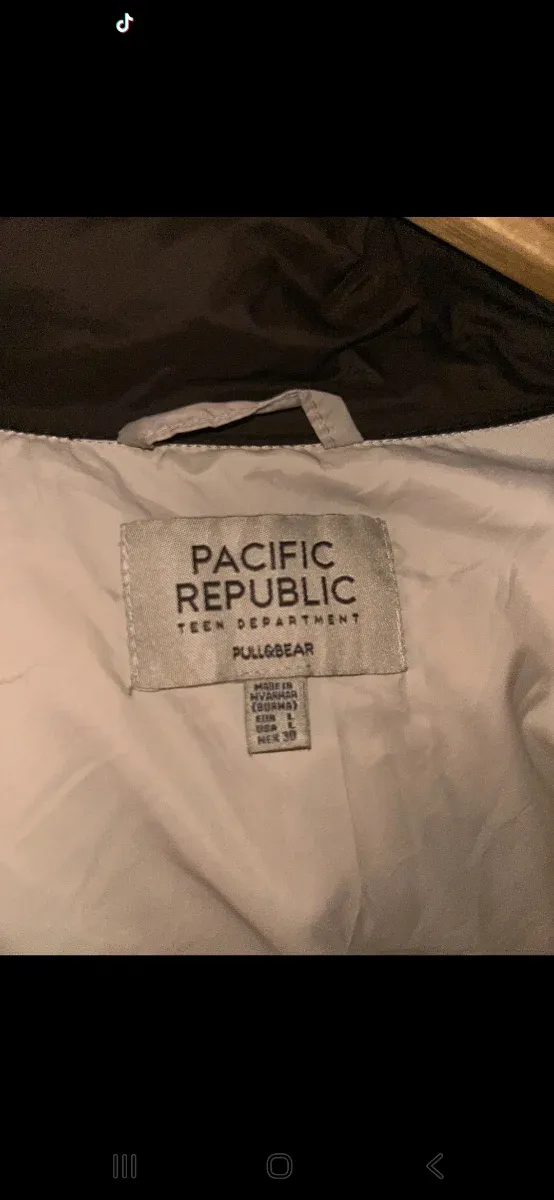 PACIFIC
REPUBLIC
TEEN DEPARTMENT
PULL&BEAR
MADE IN
MYANMAR
(BURMA)
EUR L
USA L
MEX 30